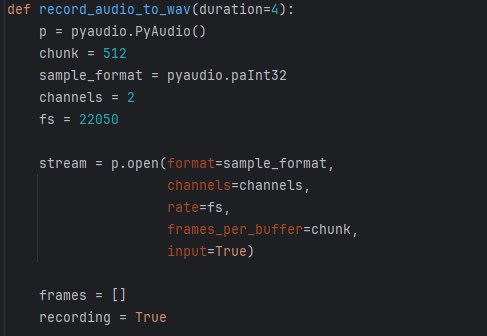 def record_audio_to_wav(duration=4):
    p = pyaudio.PyAudio()
    chunk = 512
    sample_format = pyaudio.paInt32
    channels = 2
    fs = 22050

    stream = p.open(format=sample_format,
                    channels=channels,
                    rate=fs,
                    frames_per_buffer=chunk,
                    input=True)

    frames = []
    recording = True